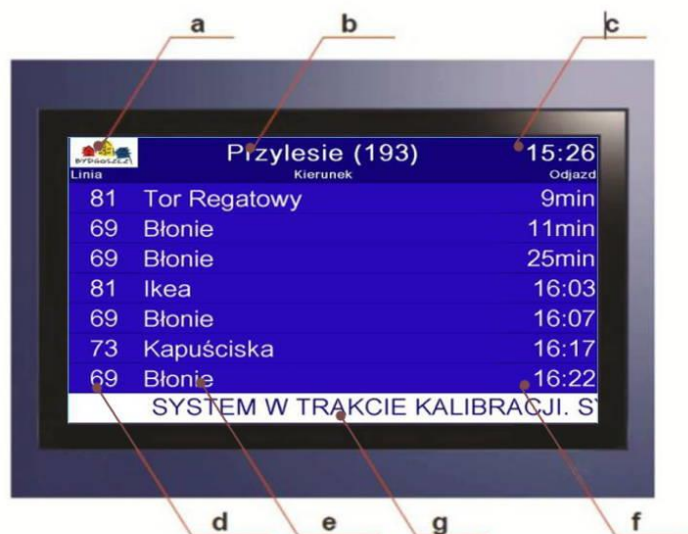 a b c
BYDGOSZCZ Przylesie (193) 15:26
Linia Kierunek Odjazd
81 Tor Regatowy 9min
69 Błonie 11min
69 Błonie 25min
81 Ikea 16:03
69 Błonie 16:07
73 Kapuściska 16:17
69 Błonie 16:22
SYSTEM W TRAKCIE KALIBRACJI. S
d e g f